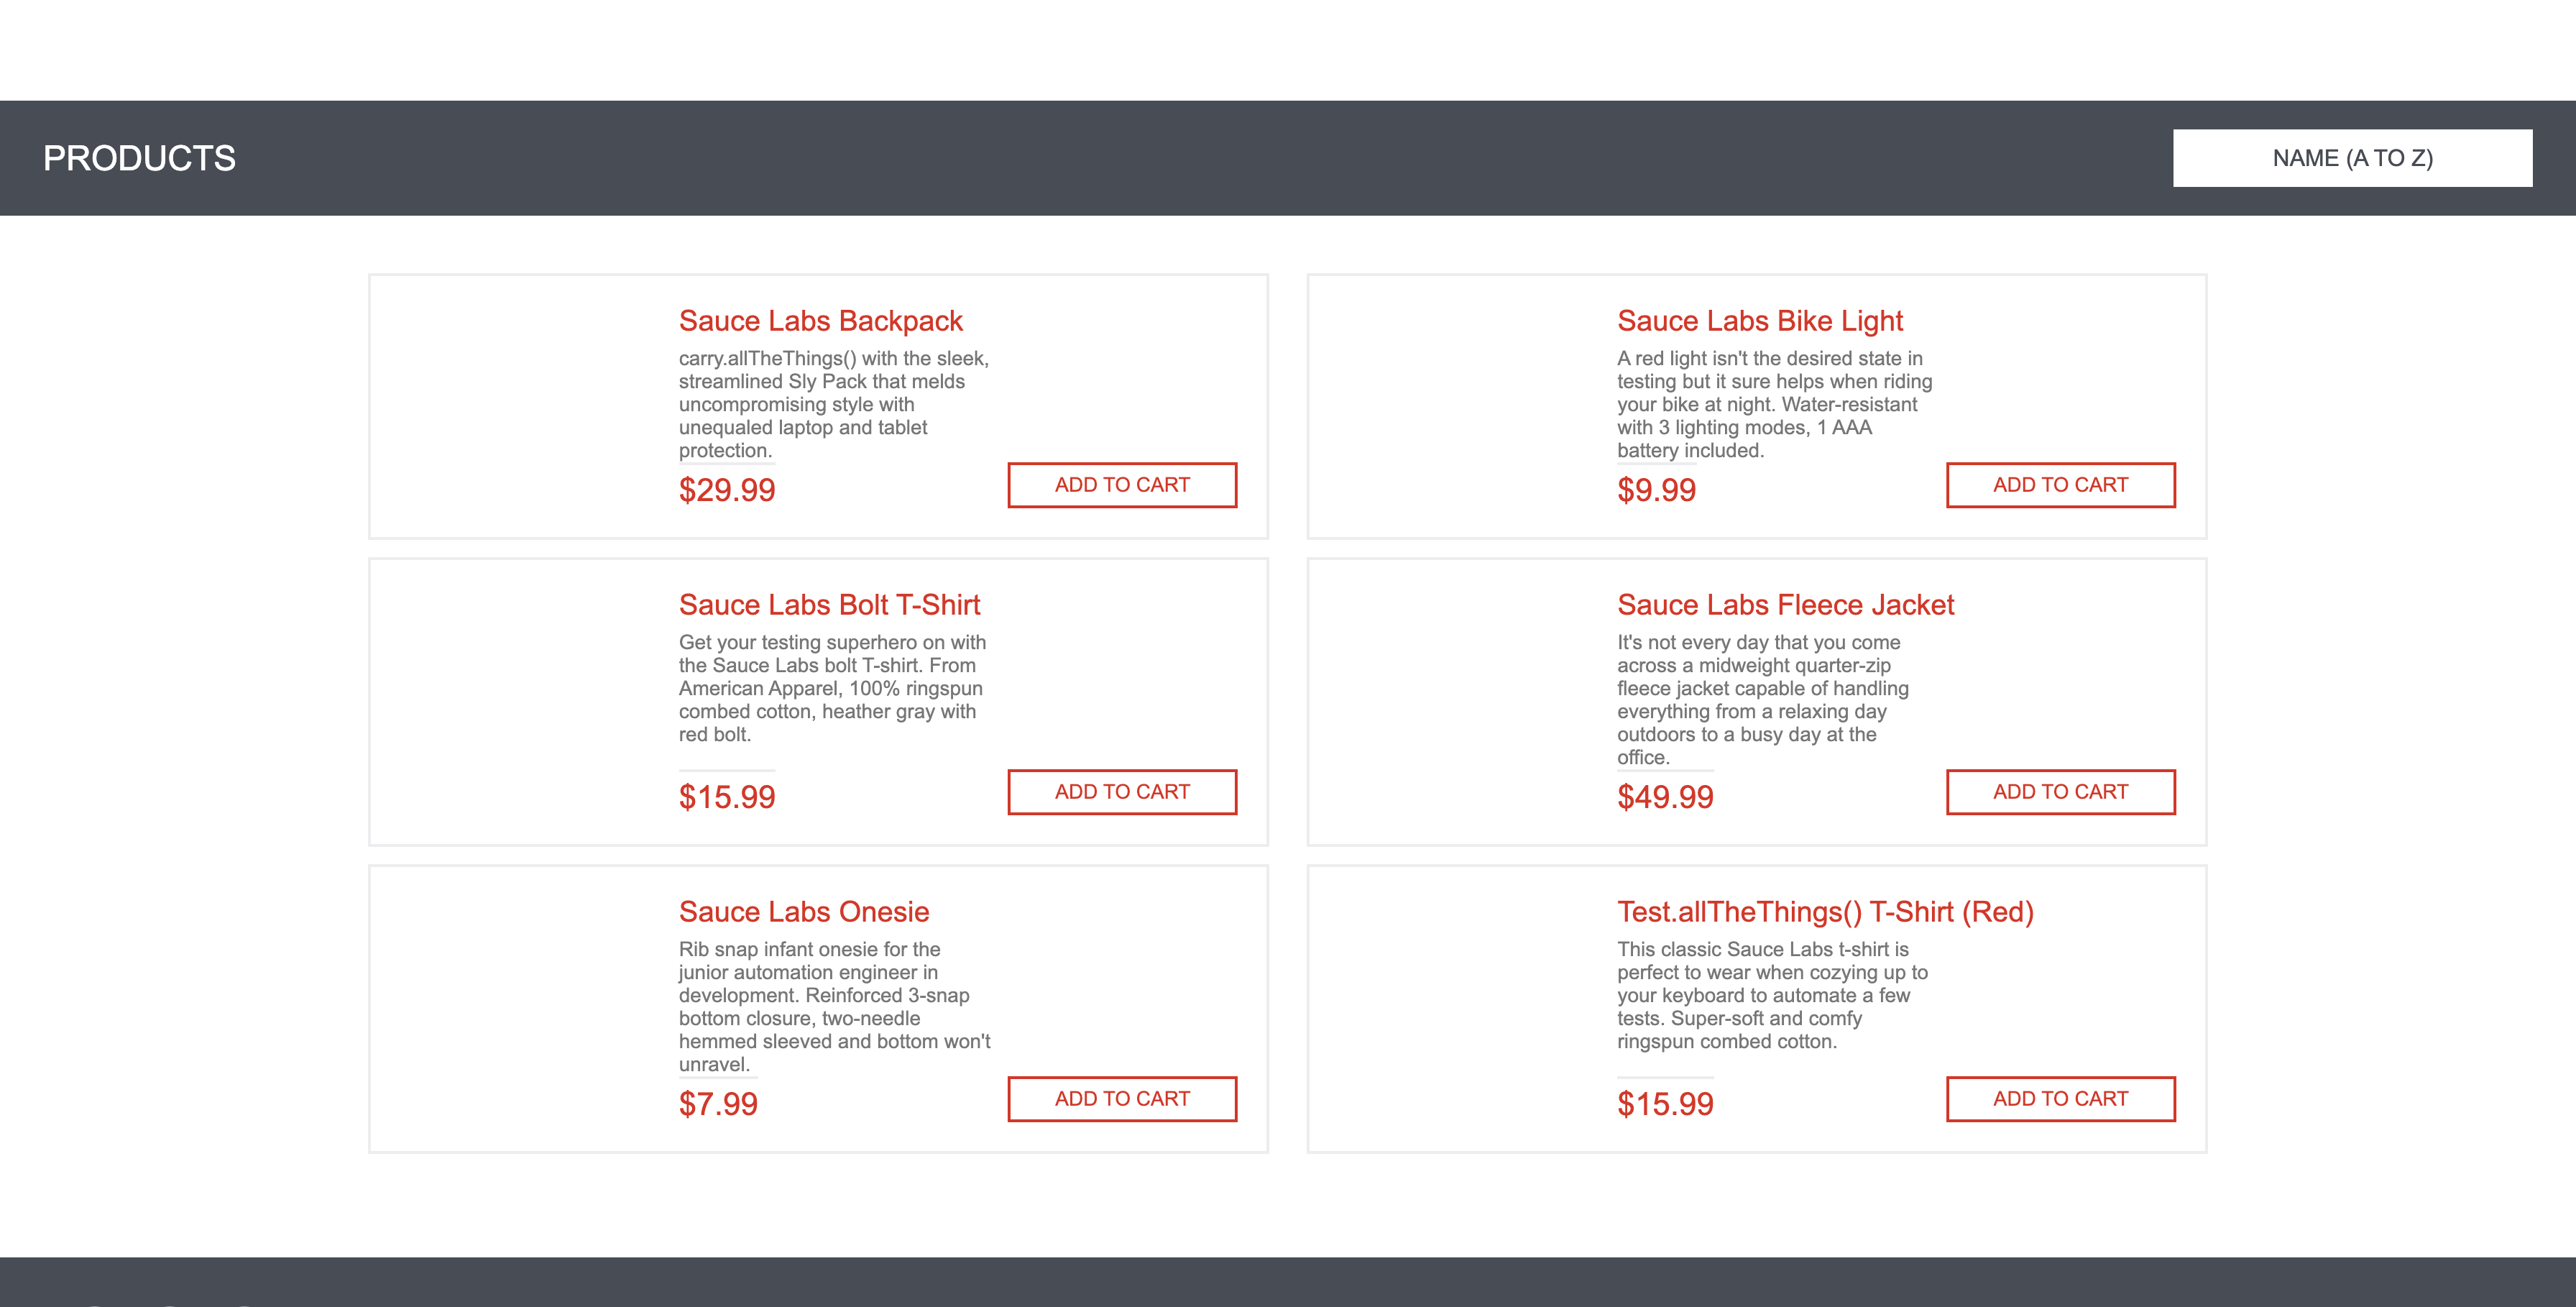 PRODUCTS
NAME (A TO Z)
Sauce Labs Backpack
carry.allTheThings() with the sleek,
streamlined Sly Pack that melds
uncompromising style with
unequaled laptop and tablet
protection.
$29.99
ADD TO CART
Sauce Labs Bike Light
A red light isn't the desired state in
testing but it sure helps when riding
your bike at night. Water-resistant
with 3 lighting modes, 1 AAA
battery included.
$9.99
ADD TO CART
Sauce Labs Bolt T-Shirt
Get your testing superhero on with
the Sauce Labs bolt T-shirt. From
American Apparel, 100% ringspun
combed cotton, heather gray with
red bolt.
$15.99
ADD TO CART
Sauce Labs Fleece Jacket
It's not every day that you come
across a midweight quarter-zip
fleece jacket capable of handling
everything from a relaxing day
outdoors to a busy day at the
office.
$49.99
ADD TO CART
Sauce Labs Onesie
Rib snap infant onesie for the
junior automation engineer in
development. Reinforced 3-snap
bottom closure, two-needle
hemmed sleeved and bottom won't
unravel.
$7.99
ADD TO CART
Test.allTheThings() T-Shirt (Red)
This classic Sauce Labs t-shirt is
perfect to wear when cozying up to
your keyboard to automate a few
tests. Super-soft and comfy
ringspun combed cotton.
$15.99
ADD TO CART